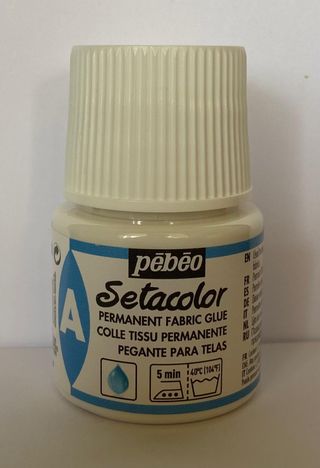 pébéo
Setacolor
A
PERMANENT FABRIC GLUE
COLLE TISSU PERMANENTE
PEGANTE PARA TELAS
5 min
40°C (104°F)
EN
FR
ES
DE
IT
NL
RU